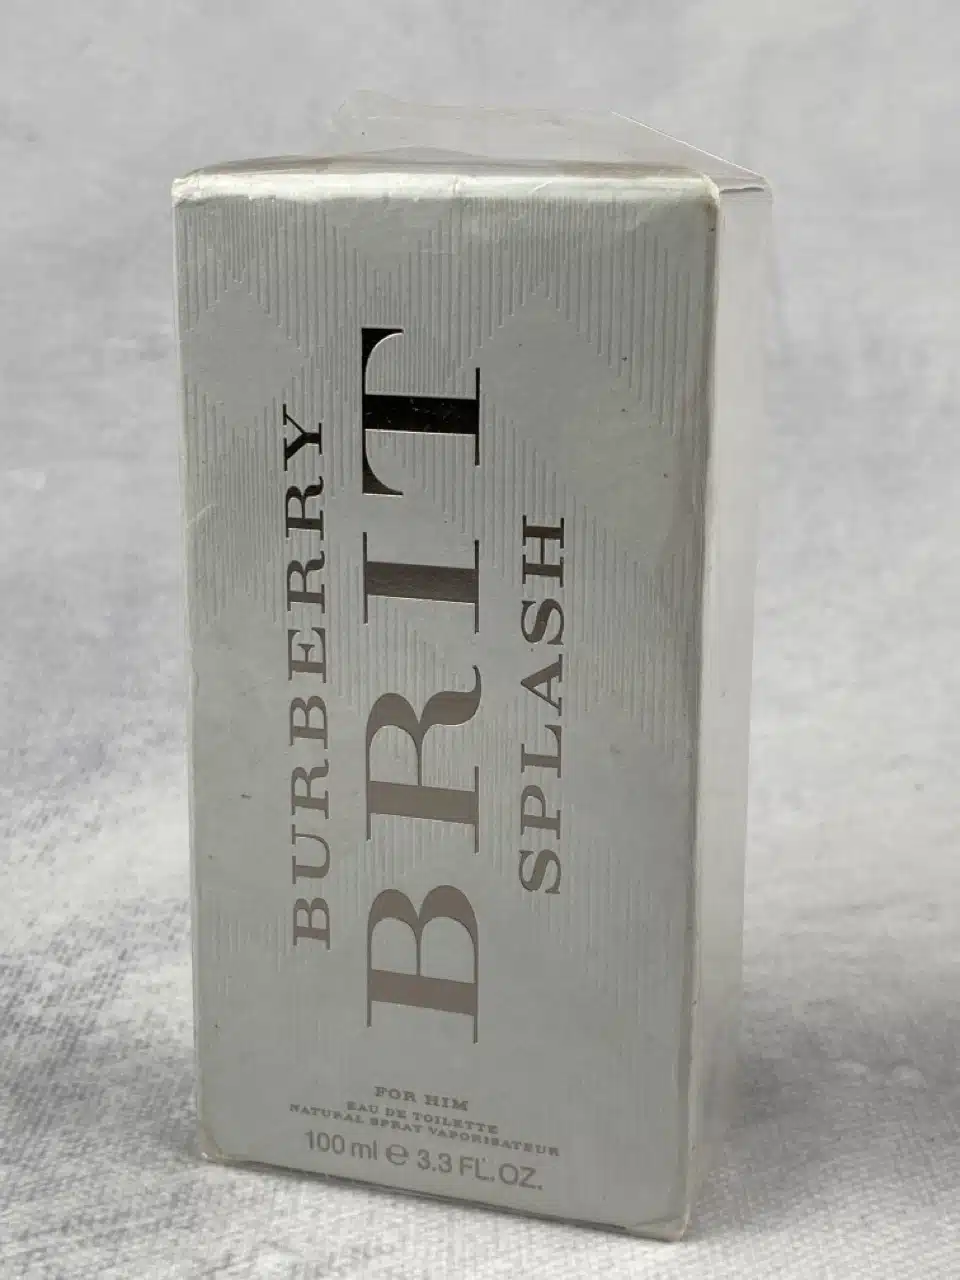 BURBERRY
BRIT
SPLASH
FOR HIM
EAU DE TOILETTE
NATURAL SPRAY VAPORISATEUR
100 ml ℮ 3.3 FL.OZ.